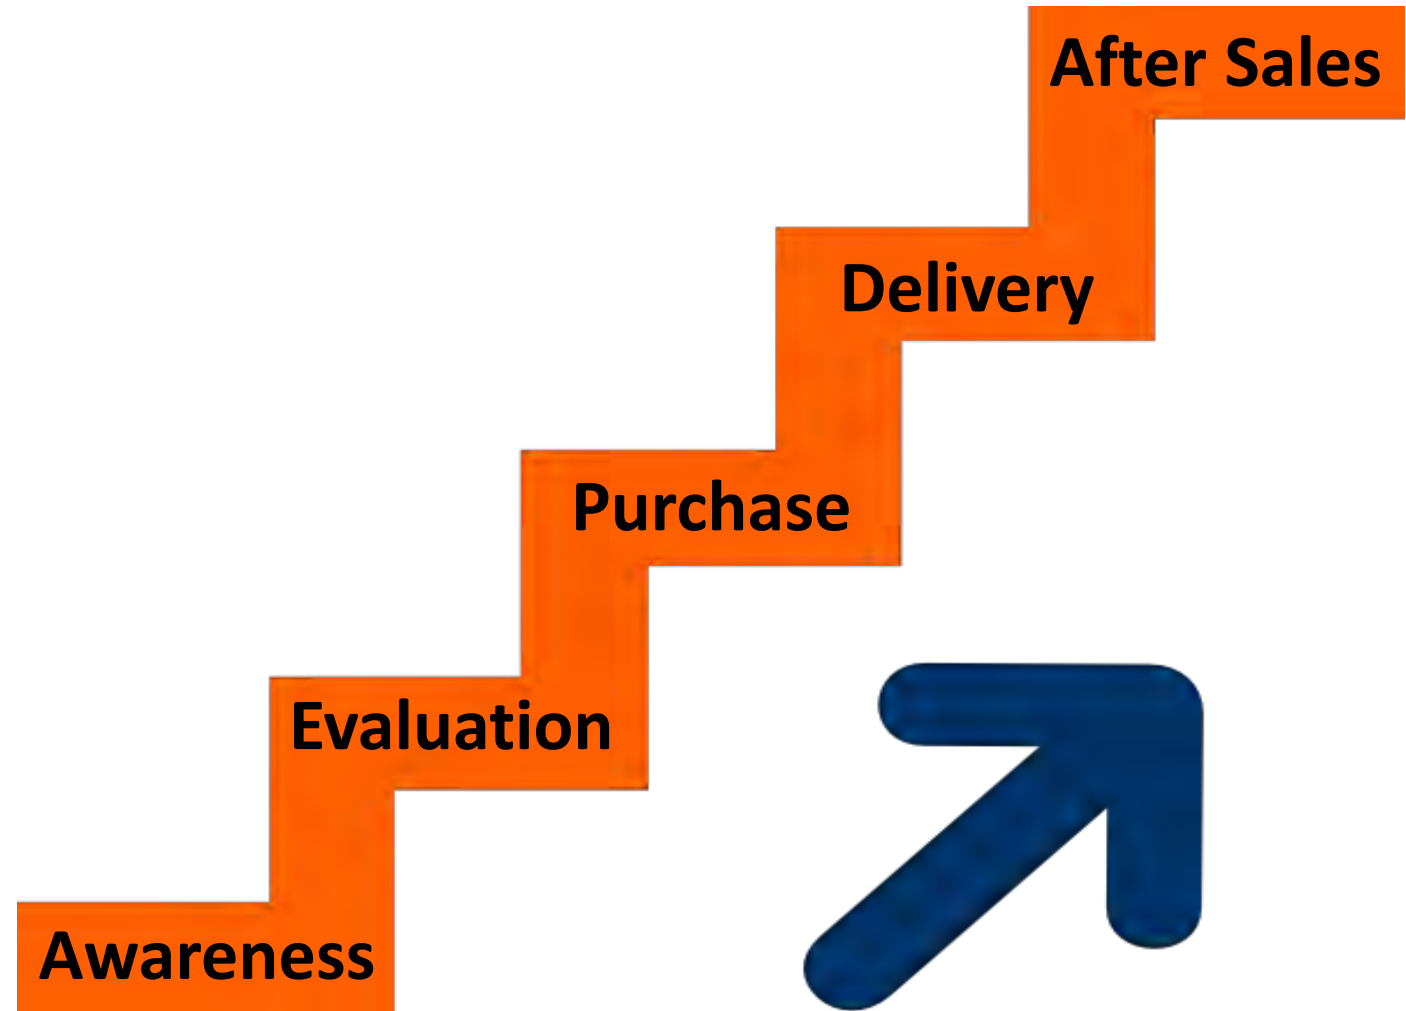 After Sales
Delivery
Purchase
Evaluation
Awareness